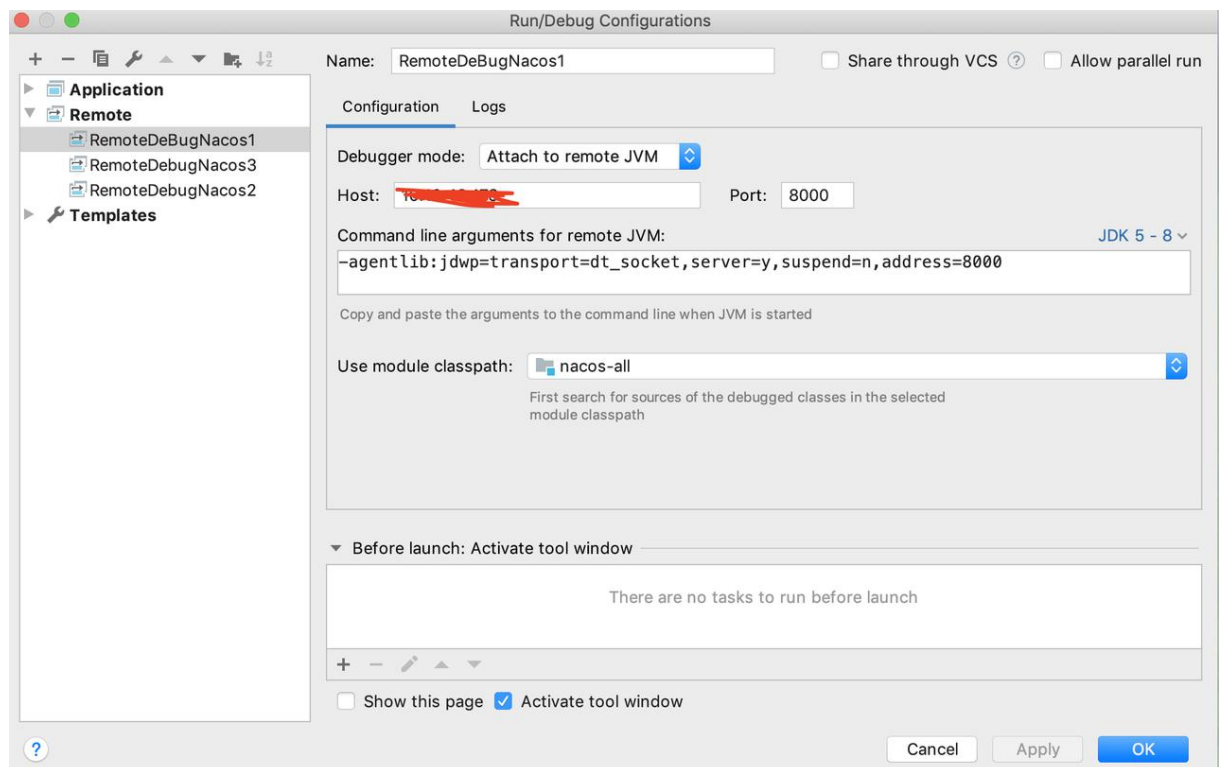 Run/Debug Configurations
Name: RemoteDeBugNacos1 Share through VCS ? Allow parallel run
Application
Remote
RemoteDeBugNacos1
RemoteDebugNacos3
RemoteDebugNacos2
Templates
Configuration Logs
Debugger mode: Attach to remote JVM
Host: Port: 8000
Command line arguments for remote JVM: JDK 5 - 8
-agentlib:jdwp=transport=dt_socket,server=y,suspend=n,address=8000
Copy and paste the arguments to the command line when JVM is started
Use module classpath: nacos-all
First search for sources of the debugged classes in the selected
module classpath
Before launch: Activate tool window
There are no tasks to run before launch
Show this page Activate tool window
? Cancel Apply OK